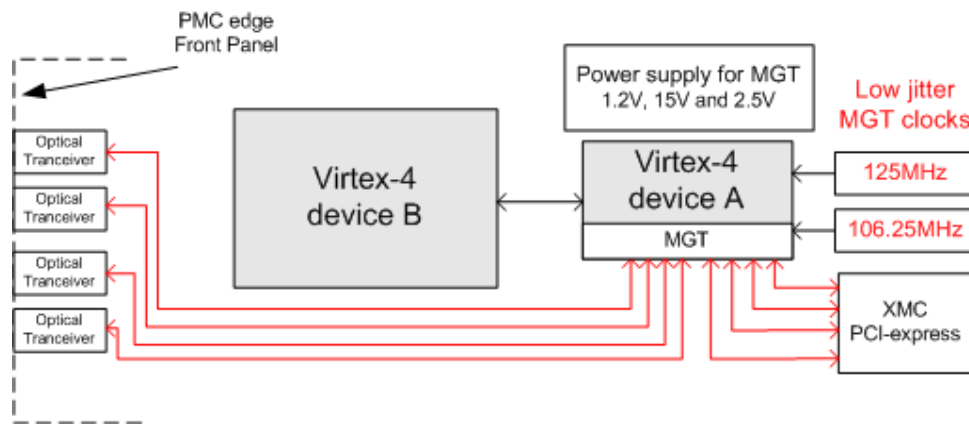 PMC edge
Front Panel
Power supply for MGT
1.2V, 15V and 2.5V
Low jitter
MGT clocks
Optical
Tranceiver
Optical
Tranceiver
Optical
Tranceiver
Optical
Tranceiver
Virtex-4
device B
Virtex-4
device A
MGT
125MHz
106.25MHz
XMC
PCI-express